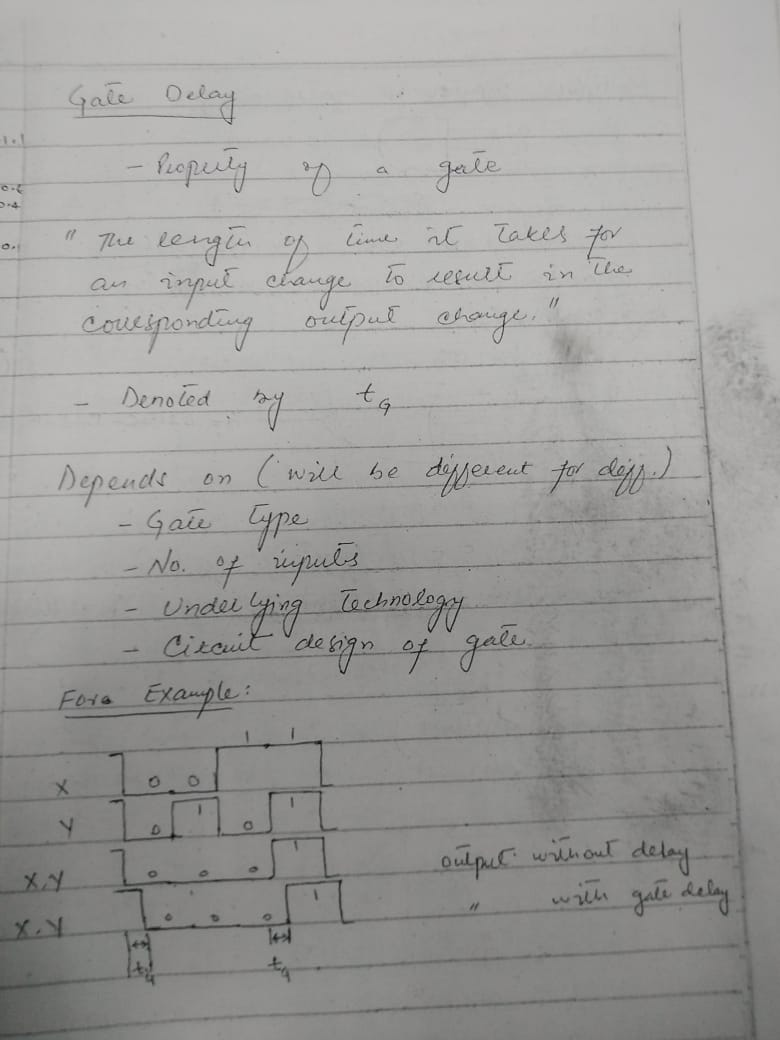 Gate Delay
- Property of a gate
" The length of time it takes for
an input change to result in the
corresponding output change."
- Denoted by tG
Depends on ( will be different for diff.)
- Gate Type
- No. of inputs
- Underlying Technology
- Circuit design of gate
For Example:
1 1
X 0 0
Y 0 1 0 1
X.Y 0 0 0 1 output without delay
X.Y 0 0 0 1 " with gate delay
tG tG